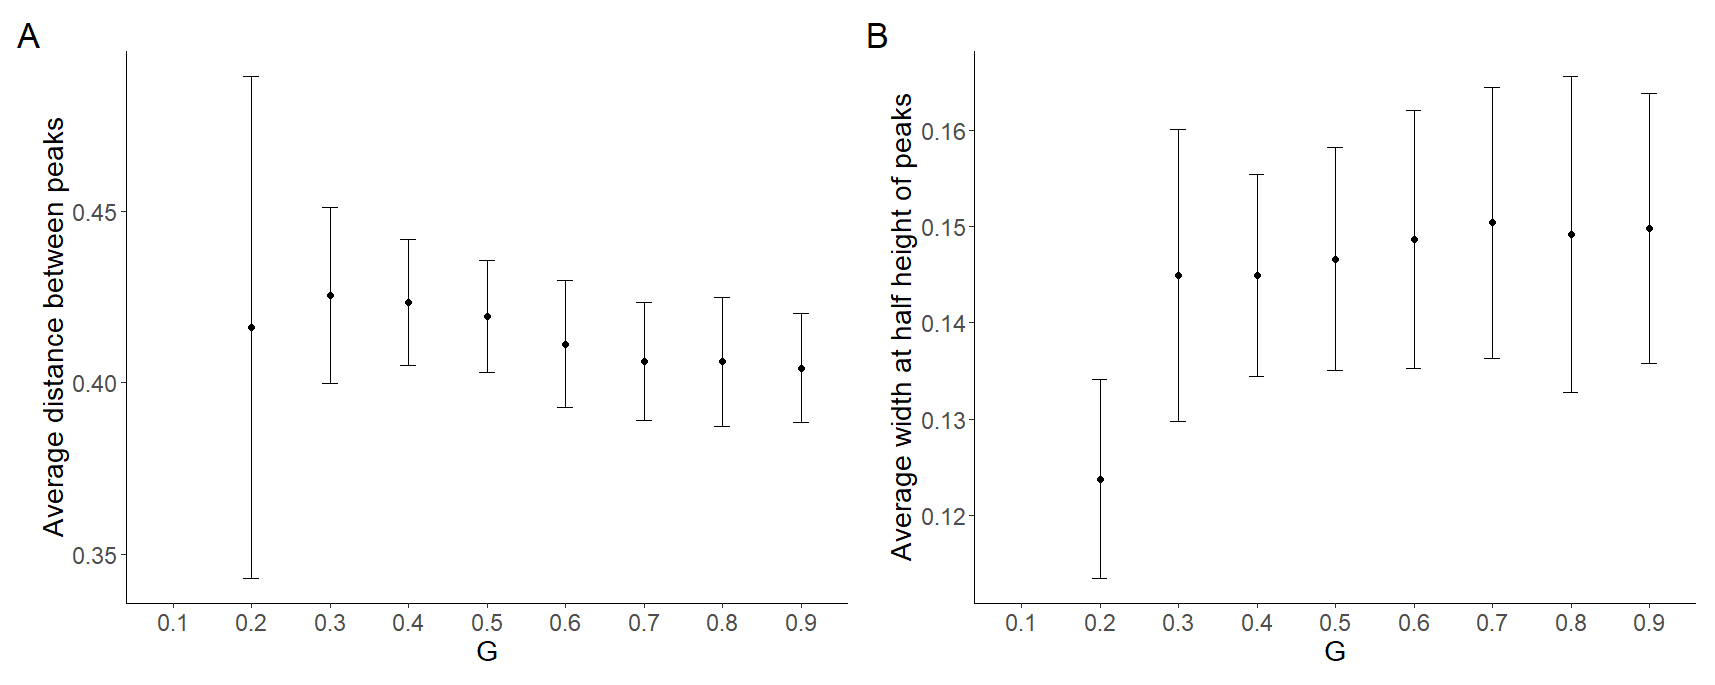 A
Average distance between peaks
0.45
0.40
0.35
0.1 0.2 0.3 0.4 0.5 0.6 0.7 0.8 0.9
G
B
Average width at half height of peaks
0.16
0.15
0.14
0.13
0.12
0.1 0.2 0.3 0.4 0.5 0.6 0.7 0.8 0.9
G